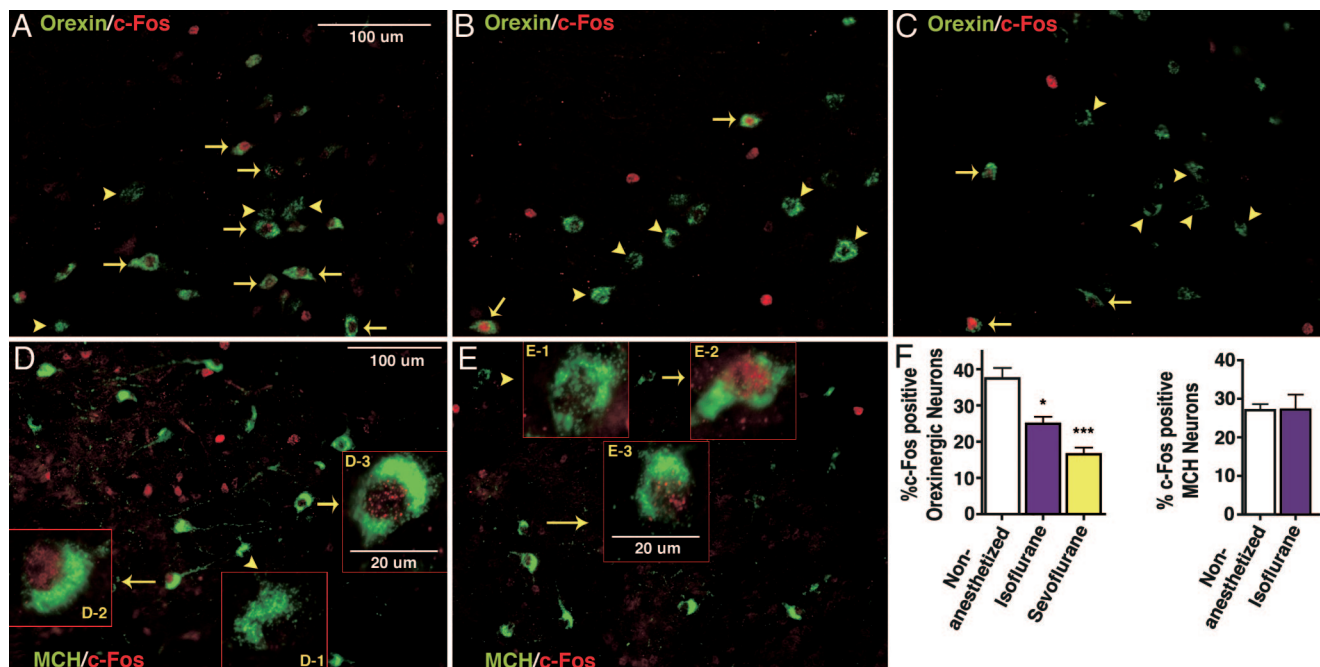 A Orexin/c-Fos
100 um
B Orexin/c-Fos
C Orexin/c-Fos
D
100 um
D-3
20 um
D-2
D-1
MCH/c-Fos
E
E-1
E-2
E-3
20 um
MCH/c-Fos
F
%c-Fos positive
Orexinergic Neurons
40
30
20
10
0
*
***
Non-
anesthetized
Isoflurane
Sevoflurane
% c-Fos positive
MCH Neurons
40
30
20
10
0
Non-
anesthetized
Isoflurane